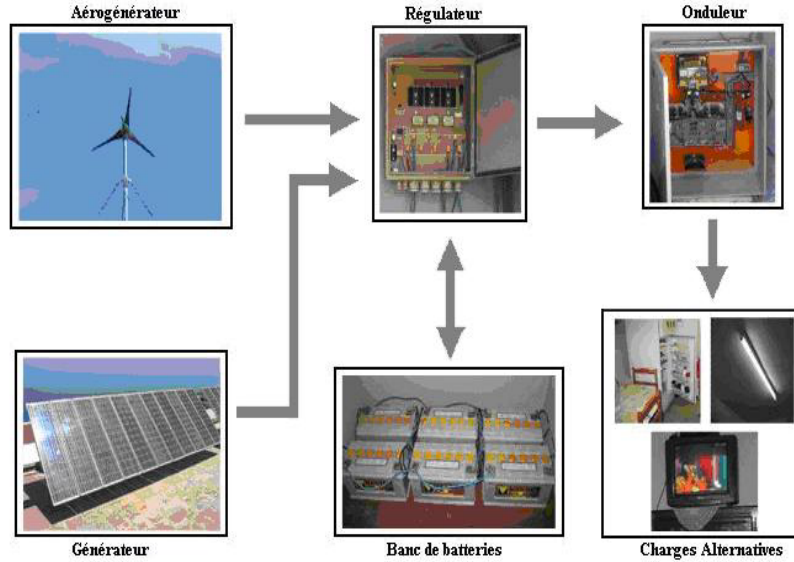 Aérogénérateur
Régulateur
Onduleur
Générateur
Banc de batteries
Charges Alternatives